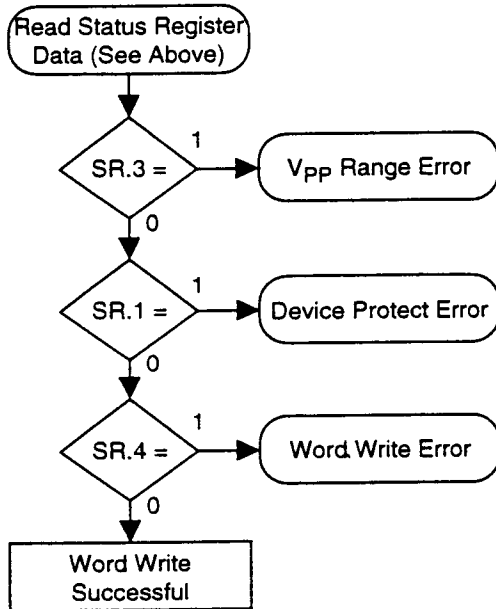 Read Status Register
Data (See Above)
1
SR.3 =
VPP Range Error
0
1
SR.1 =
Device Protect Error
0
1
SR.4 =
Word Write Error
0
Word Write
Successful